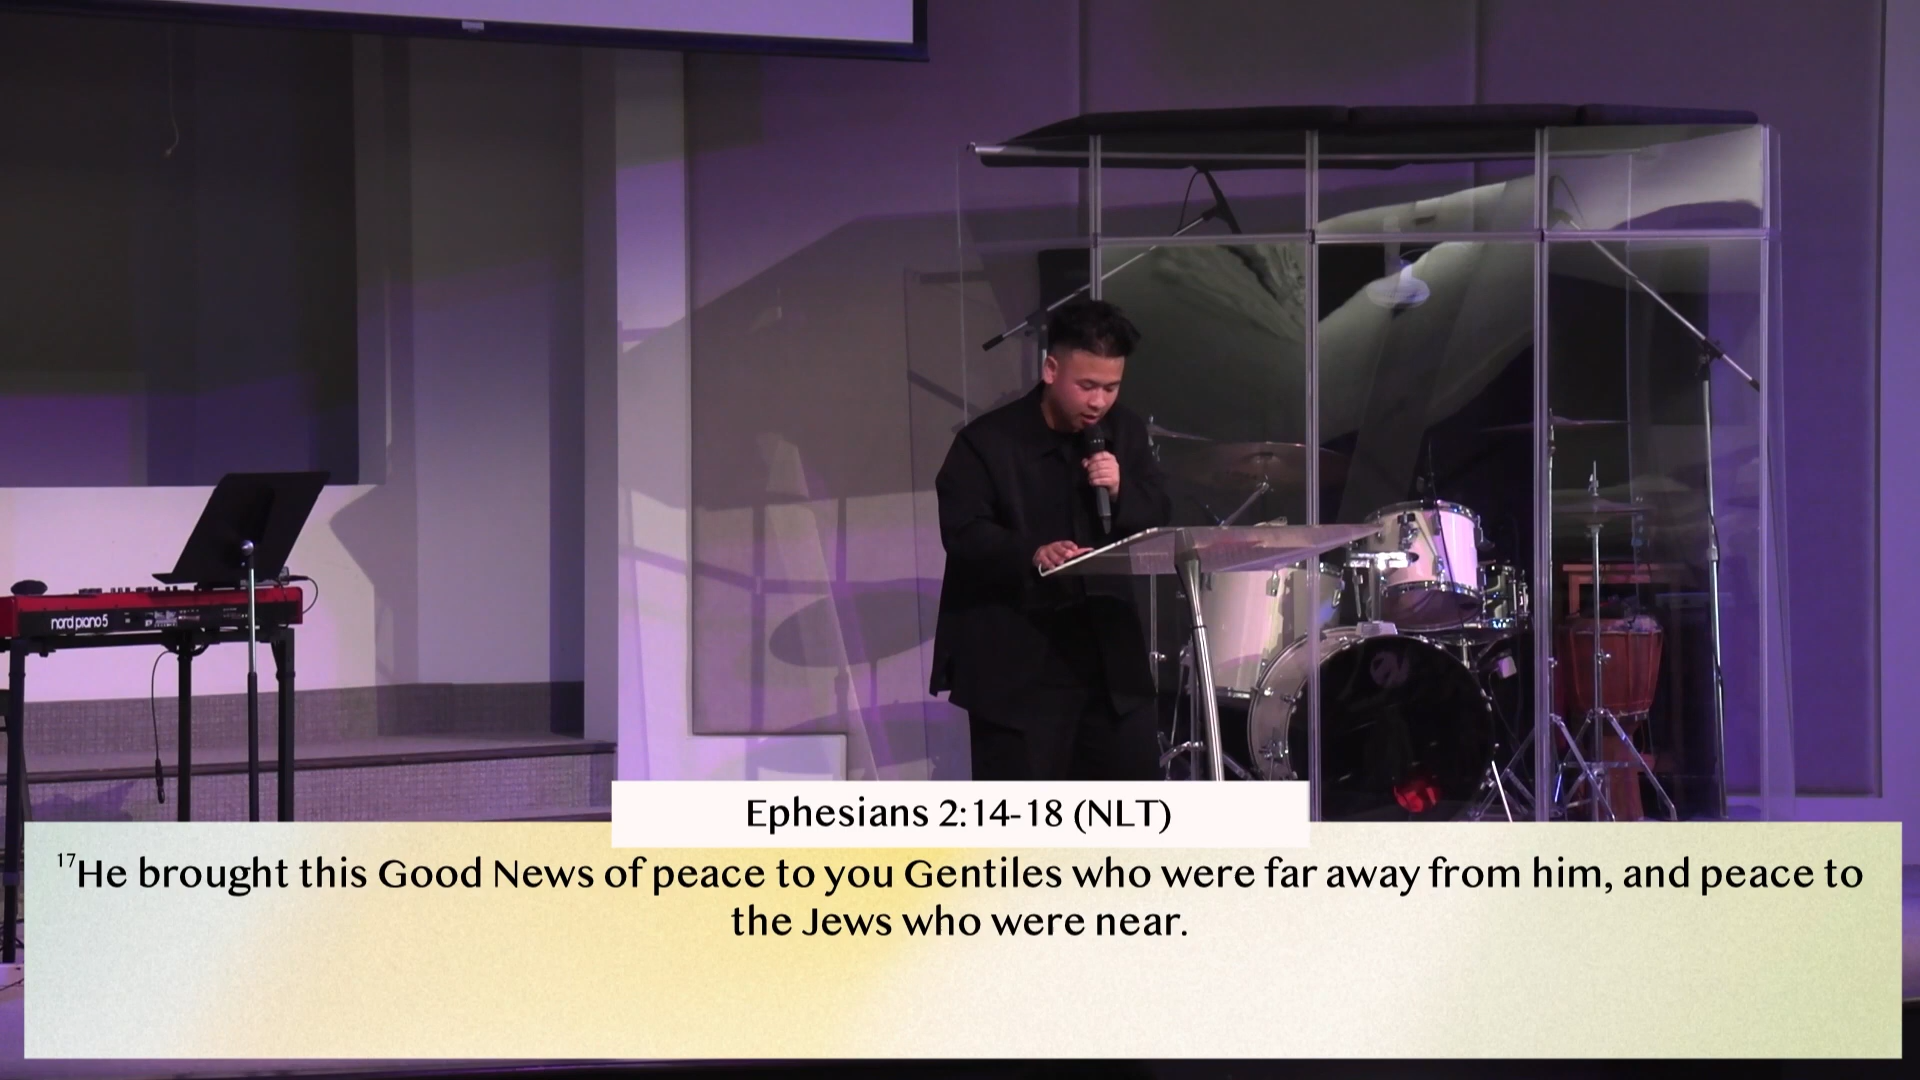 nord piano 5
Ephesians 2:14-18 (NLT)
17He brought this Good News of peace to you Gentiles who were far away from him, and peace to
the Jews who were near.